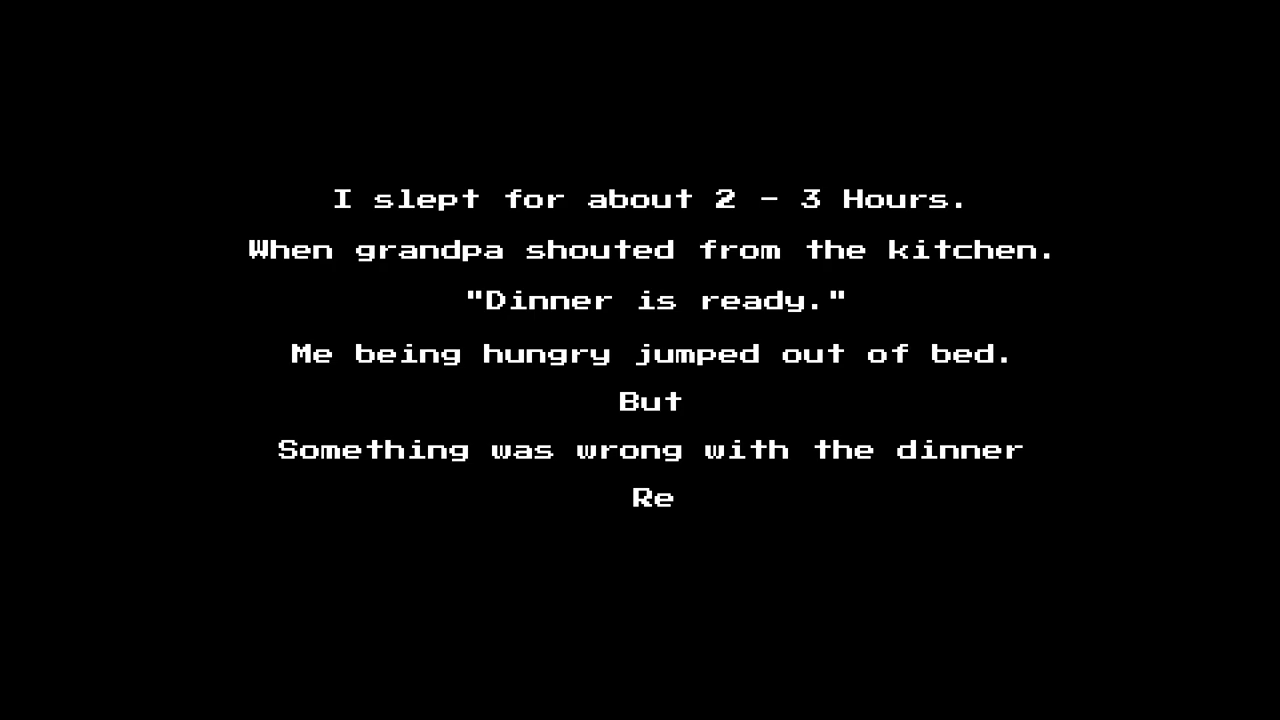 I slept for about 2 - 3 Hours.
When grandpa shouted from the kitchen.
"Dinner is ready."
Me being hungry jumped out of bed.
But
Something was wrong with the dinner
Re